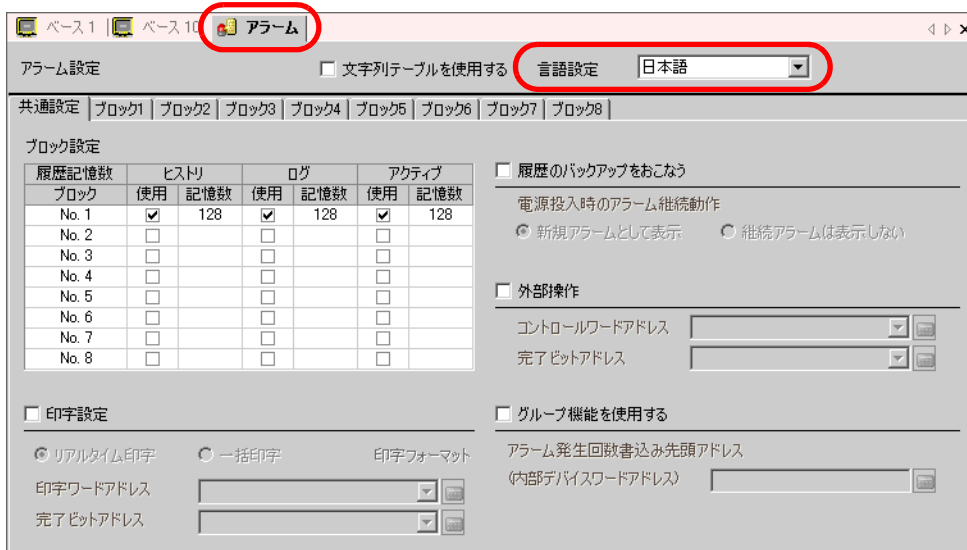 ベース 1 ベース 10 アラーム
アラーム設定 文字列テーブルを使用する 言語設定 日本語
共通設定 ブロック1 ブロック2 ブロック3 ブロック4 ブロック5 ブロック6 ブロック7 ブロック8
ブロック設定
履歴記憶数 ヒストリ ログ アクティブ
ブロック 使用 記憶数 使用 記憶数 使用 記憶数
No. 1 128 128 128
No. 2
No. 3
No. 4
No. 5
No. 6
No. 7
No. 8
印字設定
リアルタイム印字 一括印字 印字フォーマット
印字ワードアドレス
完了ビットアドレス
履歴のバックアップをおこなう
電源投入時のアラーム継続動作
新規アラームとして表示 継続アラームは表示しない
外部操作
コントロールワードアドレス
完了ビットアドレス
グループ機能を使用する
アラーム発生回数書込み先頭アドレス
(内部デバイスワードアドレス)